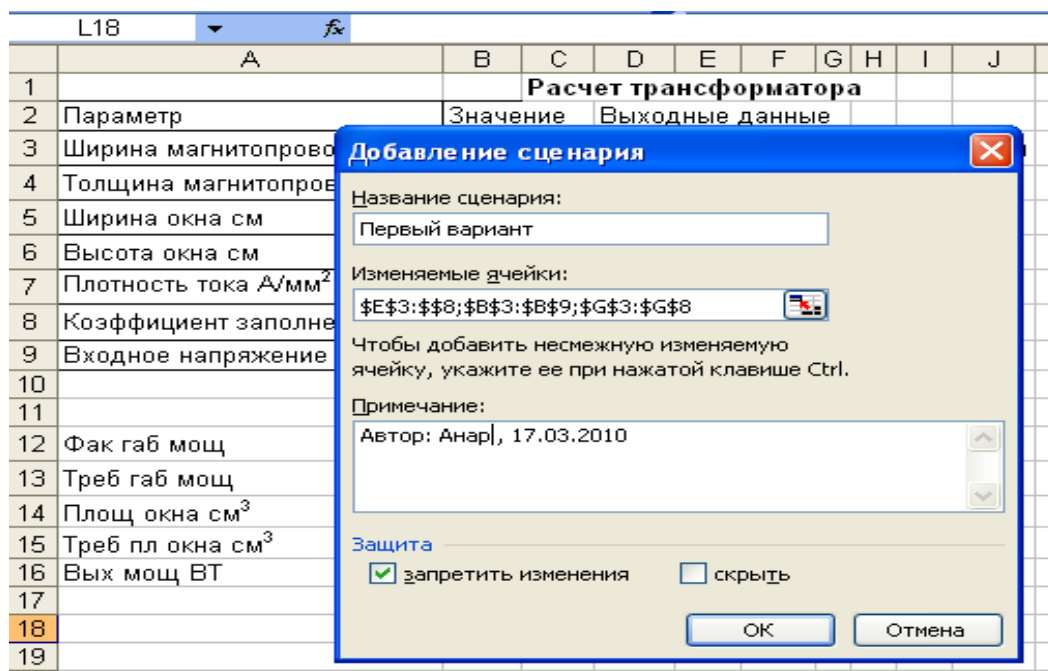 L18 fx
A B C D E F G H I J
1 Расчет трансформатора
2 Параметр Значение Выходные данные
3 Ширина магнитопрово
4 Толщина магнитопров
5 Ширина окна см
6 Высота окна см
7 Плотность тока А/мм²
8 Коэффициент заполне
9 Входное напряжение
10
11
12 Фак габ мощ
13 Треб габ мощ
14 Площ окна см³
15 Треб пл окна см³
16 Вых мощ ВТ
17
18
19
Добавление сценария
Название сценария:
Первый вариант
Изменяемые ячейки:
$E$3:$$8;$B$3:$B$9;$G$3:$G$8
Чтобы добавить несмежную изменяемую
ячейку, укажите ее при нажатой клавише Ctrl.
Примечание:
Автор: Анар, 17.03.2010
Защита
запретить изменения скрыть
ОК Отмена